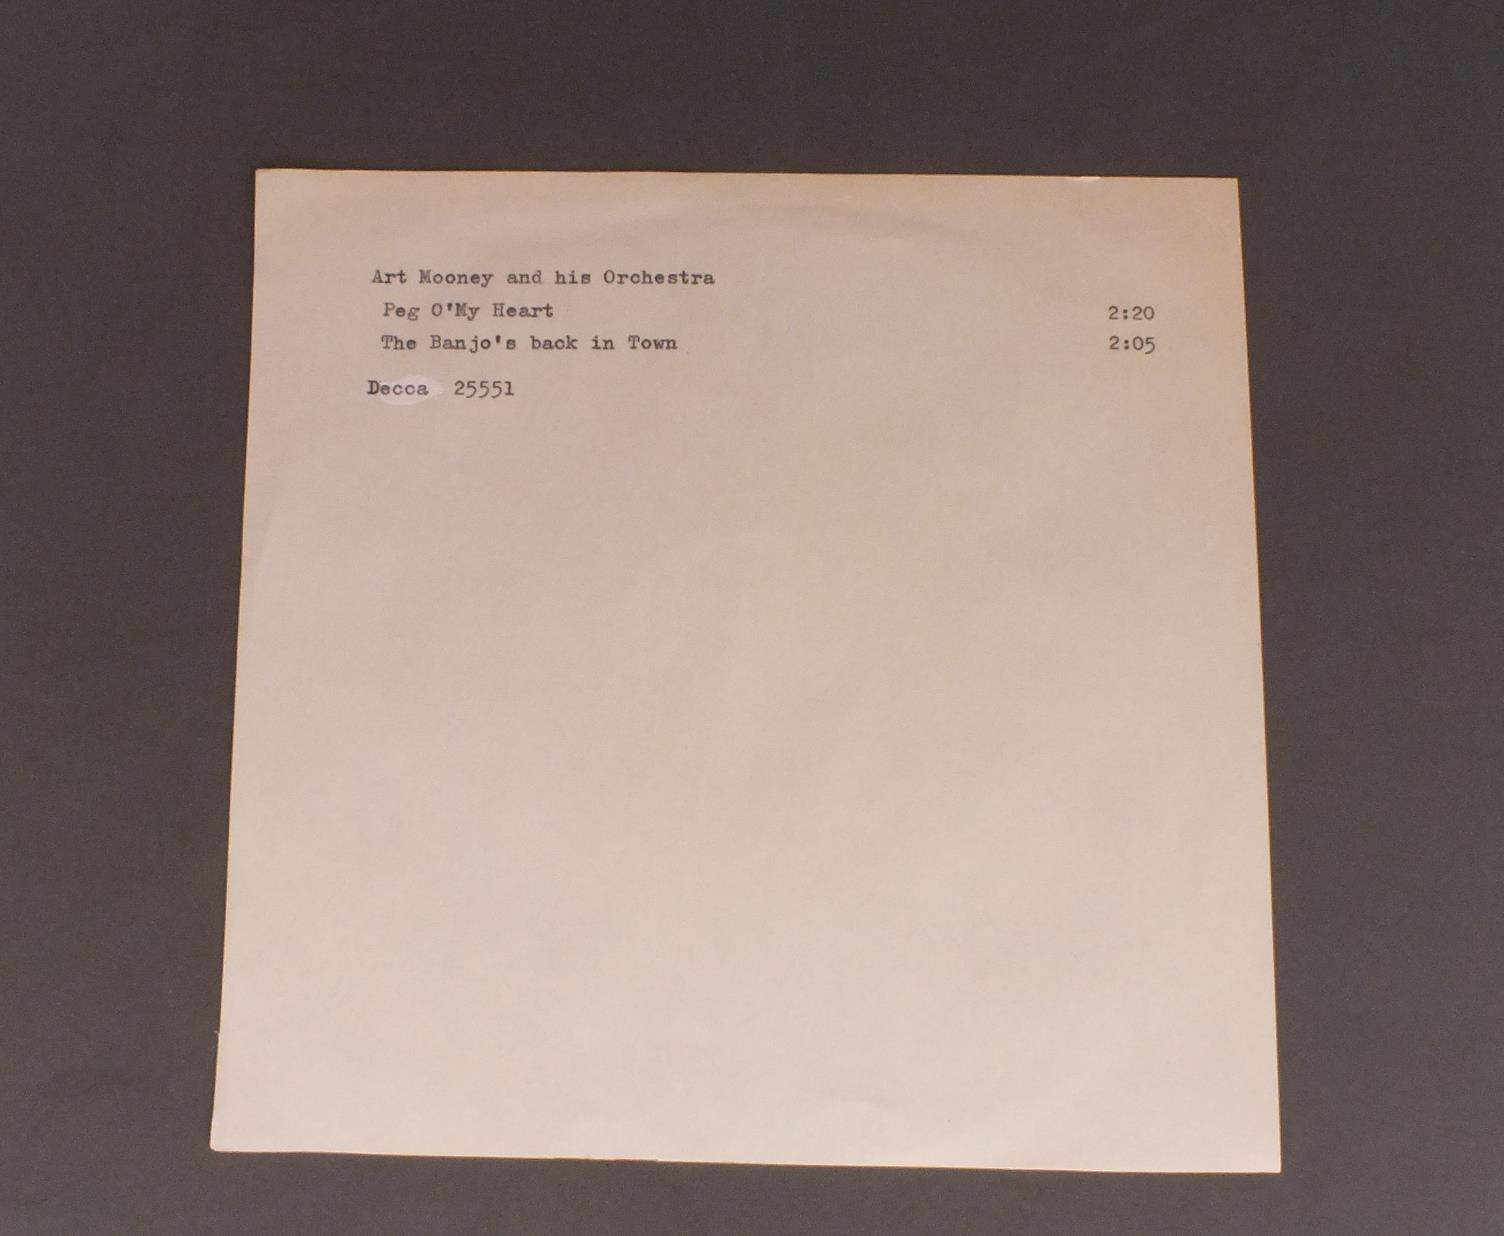 Art Mooney and his Orchestra
Peg O'My Heart 2:20
The Banjo's back in Town 2:05
Decca 25551